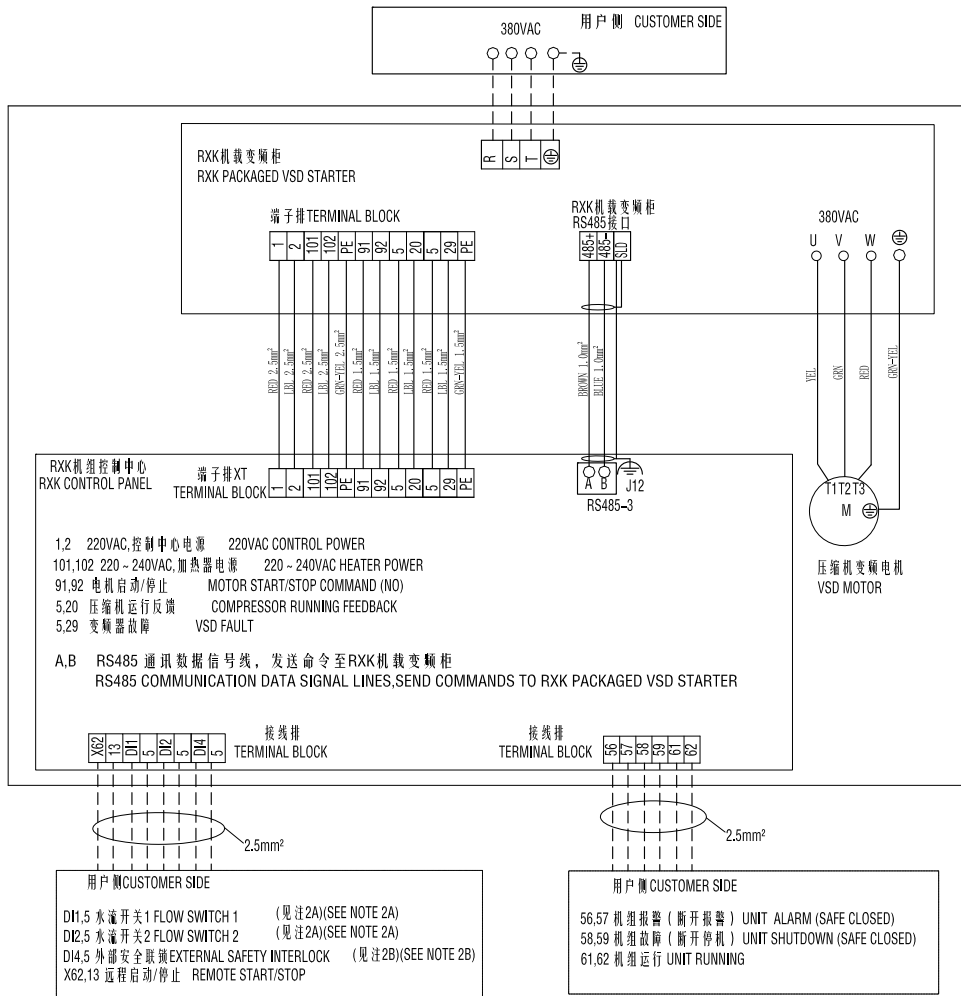 用户侧 CUSTOMER SIDE
380VAC
R S T
RXK机载变频柜
RXK PACKAGED VSD STARTER
端子排TERMINAL BLOCK
1 2 101 102 PE 91 92 5 20 5 29 PE
RXK机载变频柜
RS485接口
485+ 485- SLD
380VAC
U V W
RED 2.5mm²
LBL 2.5mm²
RED 2.5mm²
LBL 2.5mm²
GRN-YEL 2.5mm²
RED 1.5mm²
LBL 1.5mm²
RED 1.5mm²
LBL 1.5mm²
RED 1.5mm²
LBL 1.5mm²
GRN-YEL 1.5mm²
BROWN 1.0mm²
BLUE 1.0mm²
YEL
GRN
RED
GRN-YEL
RXK机组控制中心
RXK CONTROL PANEL
端子排XT
TERMINAL BLOCK
1 2 101 102 PE 91 92 5 20 5 29 PE
A B J12
RS485-3
T1T2T3
M
压缩机变频电机
VSD MOTOR
1,2 220VAC,控制中心电源 220VAC CONTROL POWER
101,102 220~240VAC,加热器电源 220~240VAC HEATER POWER
91,92 电机启动/停止 MOTOR START/STOP COMMAND (NO)
5,20 压缩机运行反馈 COMPRESSOR RUNNING FEEDBACK
5,29 变频器故障 VSD FAULT
A,B RS485 通讯数据信号线，发送命令至RXK机载变频柜
RS485 COMMUNICATION DATA SIGNAL LINES,SEND COMMANDS TO RXK PACKAGED VSD STARTER
X62 13 DI1 5 DI2 5 DI4 5
接线排
TERMINAL BLOCK
接线排
TERMINAL BLOCK
56 57 58 59 61 62
2.5mm²
2.5mm²
用户侧CUSTOMER SIDE
DI1,5 水流开关1 FLOW SWITCH 1 (见注2A)(SEE NOTE 2A)
DI2,5 水流开关2 FLOW SWITCH 2 (见注2A)(SEE NOTE 2A)
DI4,5 外部安全联锁EXTERNAL SAFETY INTERLOCK (见注2B)(SEE NOTE 2B)
X62,13 远程启动/停止 REMOTE START/STOP
用户侧CUSTOMER SIDE
56,57 机组报警（断开报警）UNIT ALARM (SAFE CLOSED)
58,59 机组故障（断开停机）UNIT SHUTDOWN (SAFE CLOSED)
61,62 机组运行 UNIT RUNNING